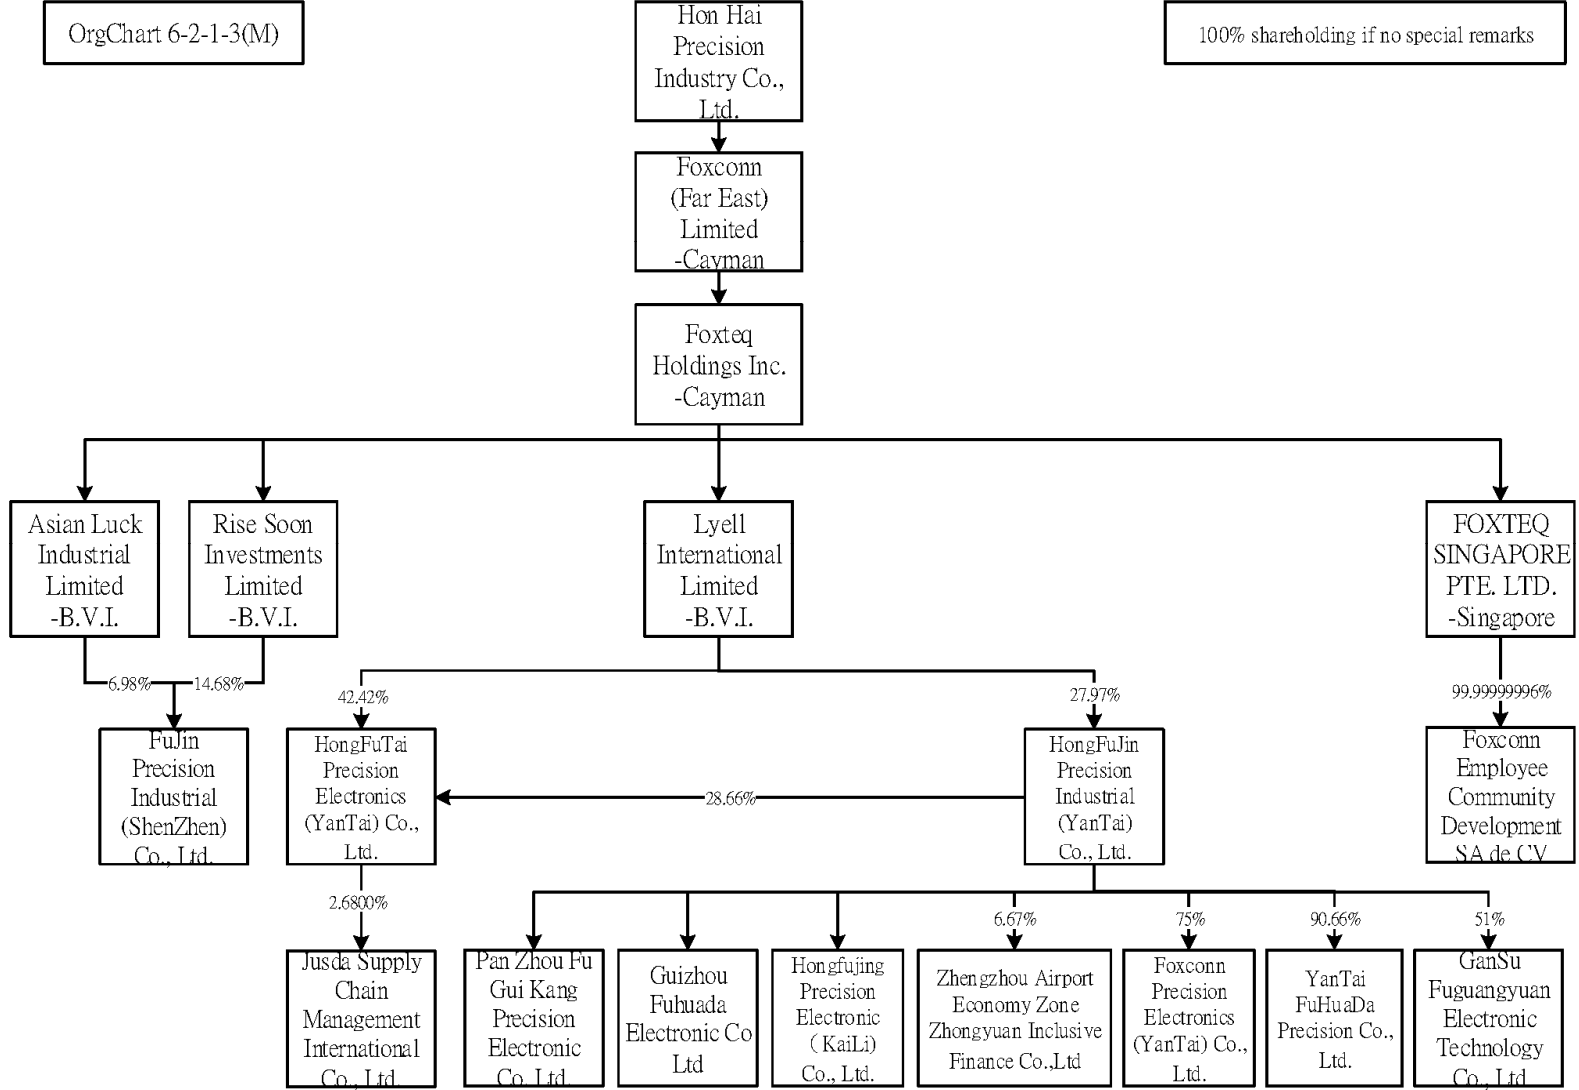 OrgChart 6-2-1-3(M)
Hon Hai
Precision
Industry Co.,
Ltd.
100% shareholding if no special remarks
Foxconn
(Far East)
Limited
-Cayman
Foxteq
Holdings Inc.
-Cayman
Asian Luck
Industrial
Limited
-B.V.I.
Rise Soon
Investments
Limited
-B.V.I.
Lyell
International
Limited
-B.V.I.
FOXTEQ
SINGAPORE
PTE. LTD.
-Singapore
6.98%
14.68%
42.42%
27.97%
99.99999996%
FuJin
Precision
Industrial
(ShenZhen)
Co., Ltd.
HongFuTai
Precision
Electronics
(YanTai) Co.,
Ltd.
28.66%
HongFuJin
Precision
Industrial
(YanTai)
Co., Ltd.
Foxconn
Employee
Community
Development
SA de CV
2.6800%
6.67%
75%
90.66%
51%
Jusda Supply
Chain
Management
International
Co., Ltd.
Pan Zhou Fu
Gui Kang
Precision
Electronic
Co. Ltd.
Guizhou
Fuhuada
Electronic Co
Ltd
Hongfujing
Precision
Electronic
（KaiLi)
Co., Ltd.
Zhengzhou Airport
Economy Zone
Zhongyuan Inclusive
Finance Co.,Ltd
Foxconn
Precision
Electronics
(YanTai) Co.,
Ltd.
YanTai
FuHuaDa
Precision Co.,
Ltd.
GanSu
Fuguangyuan
Electronic
Technology
Co., Ltd